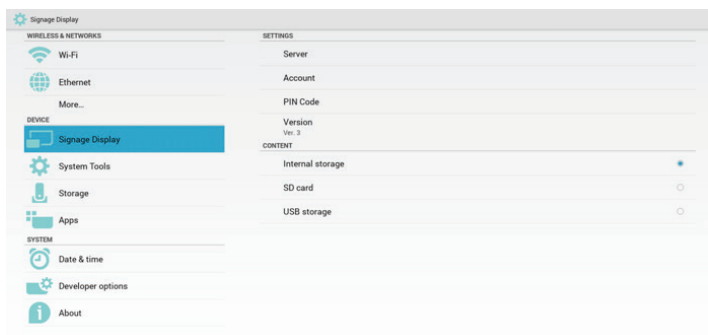 Signage Display
WIRELESS & NETWORKS
Wi-Fi
Ethernet
More...
DEVICE
Signage Display
System Tools
Storage
Apps
SYSTEM
Date & time
Developer options
About
SETTINGS
Server
Account
PIN Code
Version
Ver. 3
CONTENT
Internal storage
SD card
USB storage